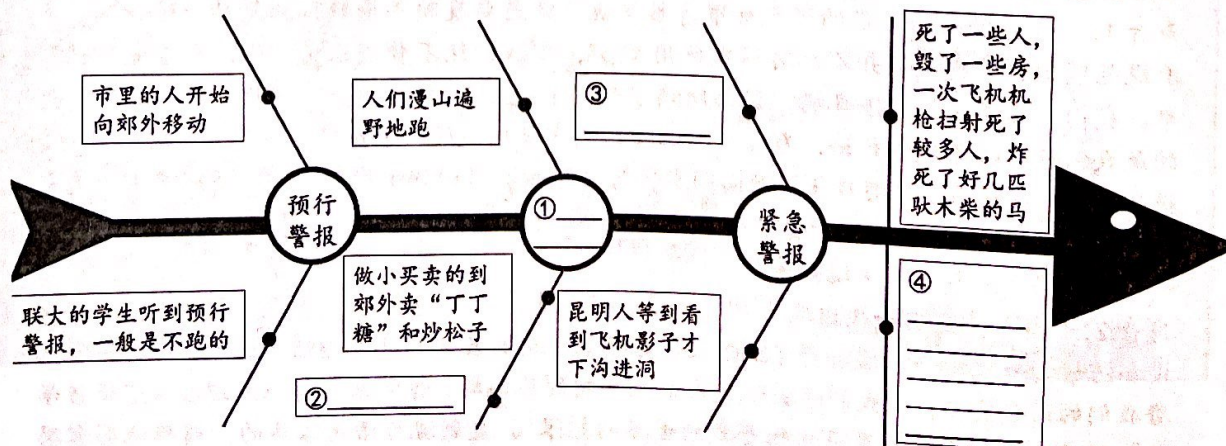 市里的人开始
向郊外移动
人们漫山遍
野地跑
③
死了一些人，
毁了一些房，
一次飞机机
枪扫射死了
较多人，炸
死了好几匹
驮木柴的马
预行
警报
①
紧急
警报
联大的学生听到预行
警报，一般是不跑的
做小买卖的到
郊外卖“丁丁
糖”和炒松子
②
昆明人等到看
到飞机影子才
下沟进洞
④